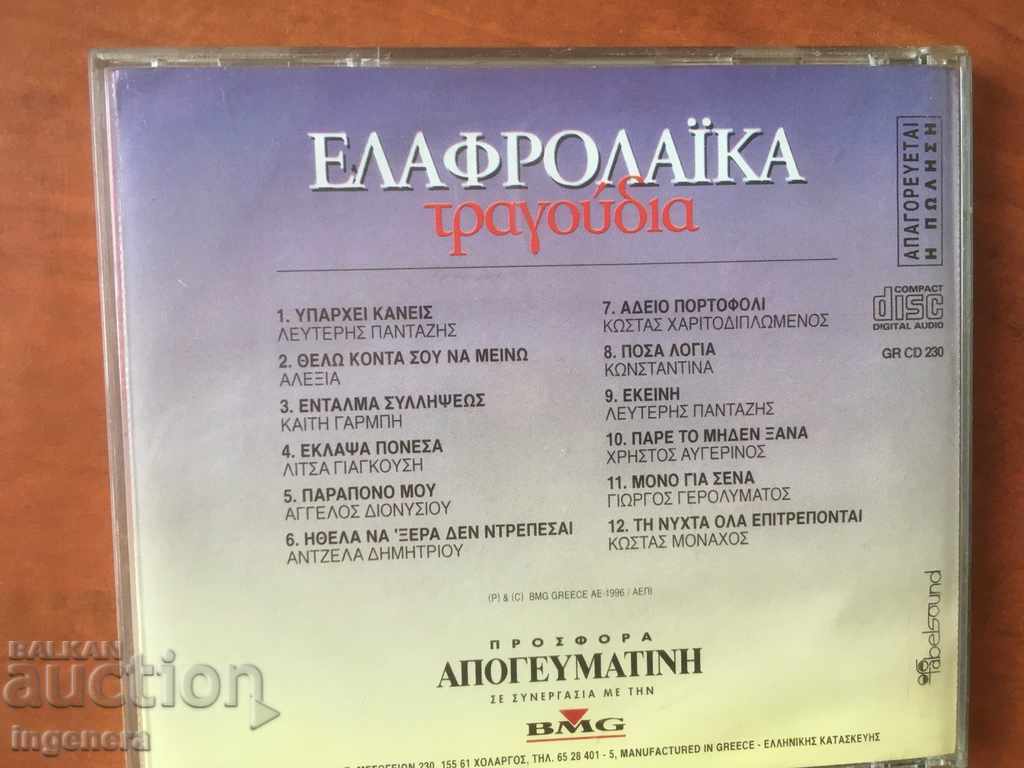 ΕΛΑΦΡΟΛΑΪΚΑ
τραγούδια
ΑΠΑΓΟΡΕΥΕΤΑΙ
Η ΠΩΛΗΣΗ
COMPACT
disc
DIGITAL AUDIO
GR CD 230
1. ΥΠΑΡΧΕΙ ΚΑΝΕΙΣ
ΛΕΥΤΕΡΗΣ ΠΑΝΤΑΖΗΣ
2. ΘΕΛΩ ΚΟΝΤΑ ΣΟΥ ΝΑ ΜΕΙΝΩ
ΑΛΕΞΙΑ
3. ΕΝΤΑΛΜΑ ΣΥΛΛΗΨΕΩΣ
ΚΑΙΤΗ ΓΑΡΜΠΗ
4. ΕΚΛΑΨΑ ΠΟΝΕΣΑ
ΛΙΤΣΑ ΓΙΑΓΚΟΥΣΗ
5. ΠΑΡΑΠΟΝΟ ΜΟΥ
ΑΓΓΕΛΟΣ ΔΙΟΝΥΣΙΟΥ
6. ΗΘΕΛΑ ΝΑ 'ΞΕΡΑ ΔΕΝ ΝΤΡΕΠΕΣΑΙ
ΑΝΤΖΕΛΑ ΔΗΜΗΤΡΙΟΥ
7. ΑΔΕΙΟ ΠΟΡΤΟΦΟΛΙ
ΚΩΣΤΑΣ ΧΑΡΙΤΟΔΙΠΛΩΜΕΝΟΣ
8. ΠΟΣΑ ΛΟΓΙΑ
ΚΩΝΣΤΑΝΤΙΝΑ
9. ΕΚΕΙΝΗ
ΛΕΥΤΕΡΗΣ ΠΑΝΤΑΖΗΣ
10. ΠΑΡΕ ΤΟ ΜΗΔΕΝ ΞΑΝΑ
ΧΡΗΣΤΟΣ ΑΥΓΕΡΙΝΟΣ
11. ΜΟΝΟ ΓΙΑ ΣΕΝΑ
ΓΙΩΡΓΟΣ ΓΕΡΟΛΥΜΑΤΟΣ
12. ΤΗ ΝΥΧΤΑ ΟΛΑ ΕΠΙΤΡΕΠΟΝΤΑΙ
ΚΩΣΤΑΣ ΜΟΝΑΧΟΣ
(P) & (C) BMG GREECE AE-1996 / ΑΕΠΙ
fabelsound
ΠΡΟΣΦΟΡΑ
ΑΠΟΓΕΥΜΑΤΙΝΗ
ΣΕ ΣΥΝΕΡΓΑΣΙΑ ΜΕ ΤΗΝ
BMG
230, 155 61 ΧΟΛΑΡΓΟΣ, ΤΗΛ. 65 28 401 - 5, MANUFACTURED IN GREECE - ΕΛΛΗΝΙΚΗΣ ΚΑΤΑΣΚΕΥΗΣ
BALKAN
auction
ingenera